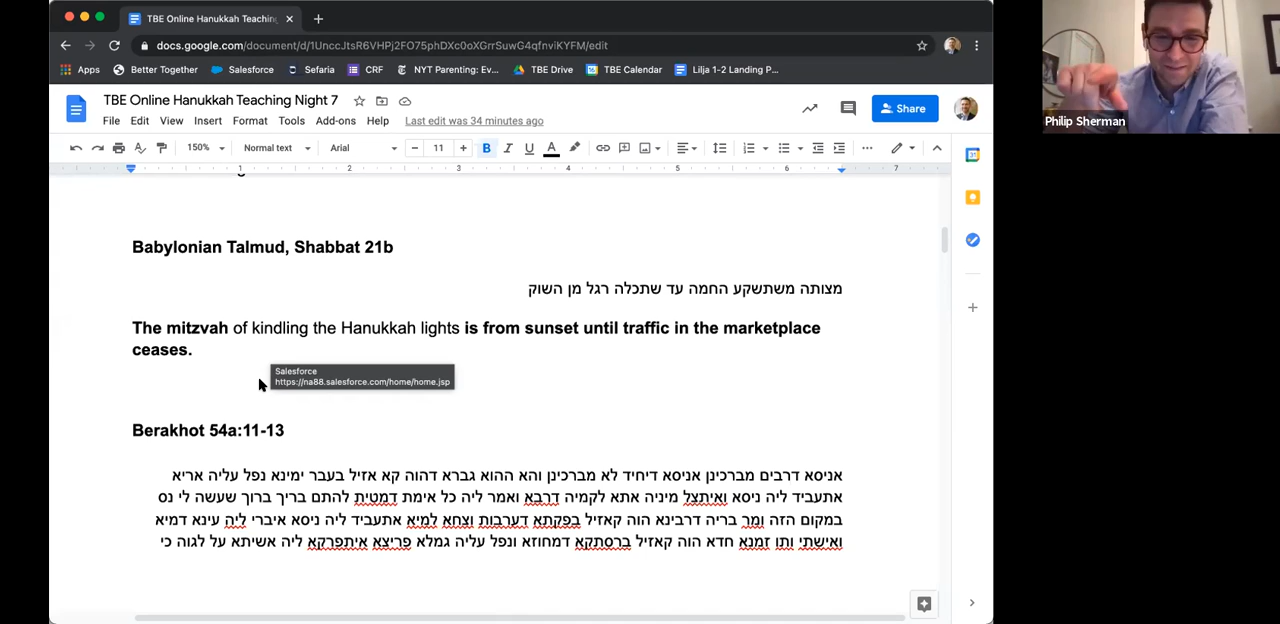 TBE Online Hanukkah Teaching
docs.google.com/document/d/1UnccJtsR6VHPj2FO75phDXc0oXGrrSuwG4qfnviKYFM/edit
Apps Better Together Salesforce Sefaria CRF NYT Parenting: Ev... TBE Drive TBE Calendar Lilja 1-2 Landing P...
TBE Online Hanukkah Teaching Night 7
Share
File Edit View Insert Format Tools Add-ons Help Last edit was 34 minutes ago
150% Normal text Arial 11 B I U A
1 2 3 4 5 6 7
Philip Sherman
Babylonian Talmud, Shabbat 21b
מצותה משתשקע החמה עד שתכלה רגל מן השוק
The mitzvah of kindling the Hanukkah lights is from sunset until traffic in the marketplace
ceases.
Salesforce
https://na88.salesforce.com/home/home.jsp
Berakhot 54a:11-13
אניסא דרבים מברכינן אניסא דיחיד לא מברכינן והא ההוא גברא דהוה קא אזיל בעבר ימינא נפל עליה אריא
אתעביד ליה ניסא ואיתצל מיניה אתא לקמיה דרבא ואמר ליה כל אימת דמטית להתם בריך ברוך שעשה לי נס
במקום הזה ומר בריה דרבינא הוה קאזיל בפקתא דערבות וצחא למיא אתעביד ליה ניסא איברי ליה עינא דמיא
ואישתי ותו זמנא חדא הוה קאזיל ברסתקא דמחוזא ונפל עליה גמלא פריצא איתפרקא ליה אשיתא על לגוה כי